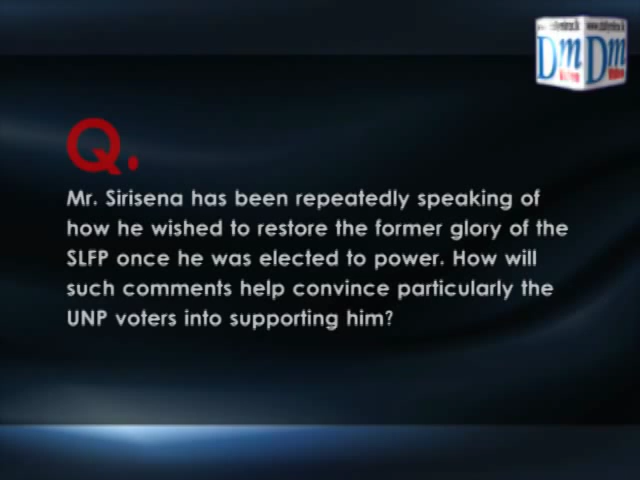 Dm Dm
Q.
Mr. Sirisena has been repeatedly speaking of
how he wished to restore the former glory of the
SLFP once he was elected to power. How will
such comments help convince particularly the
UNP voters into supporting him?